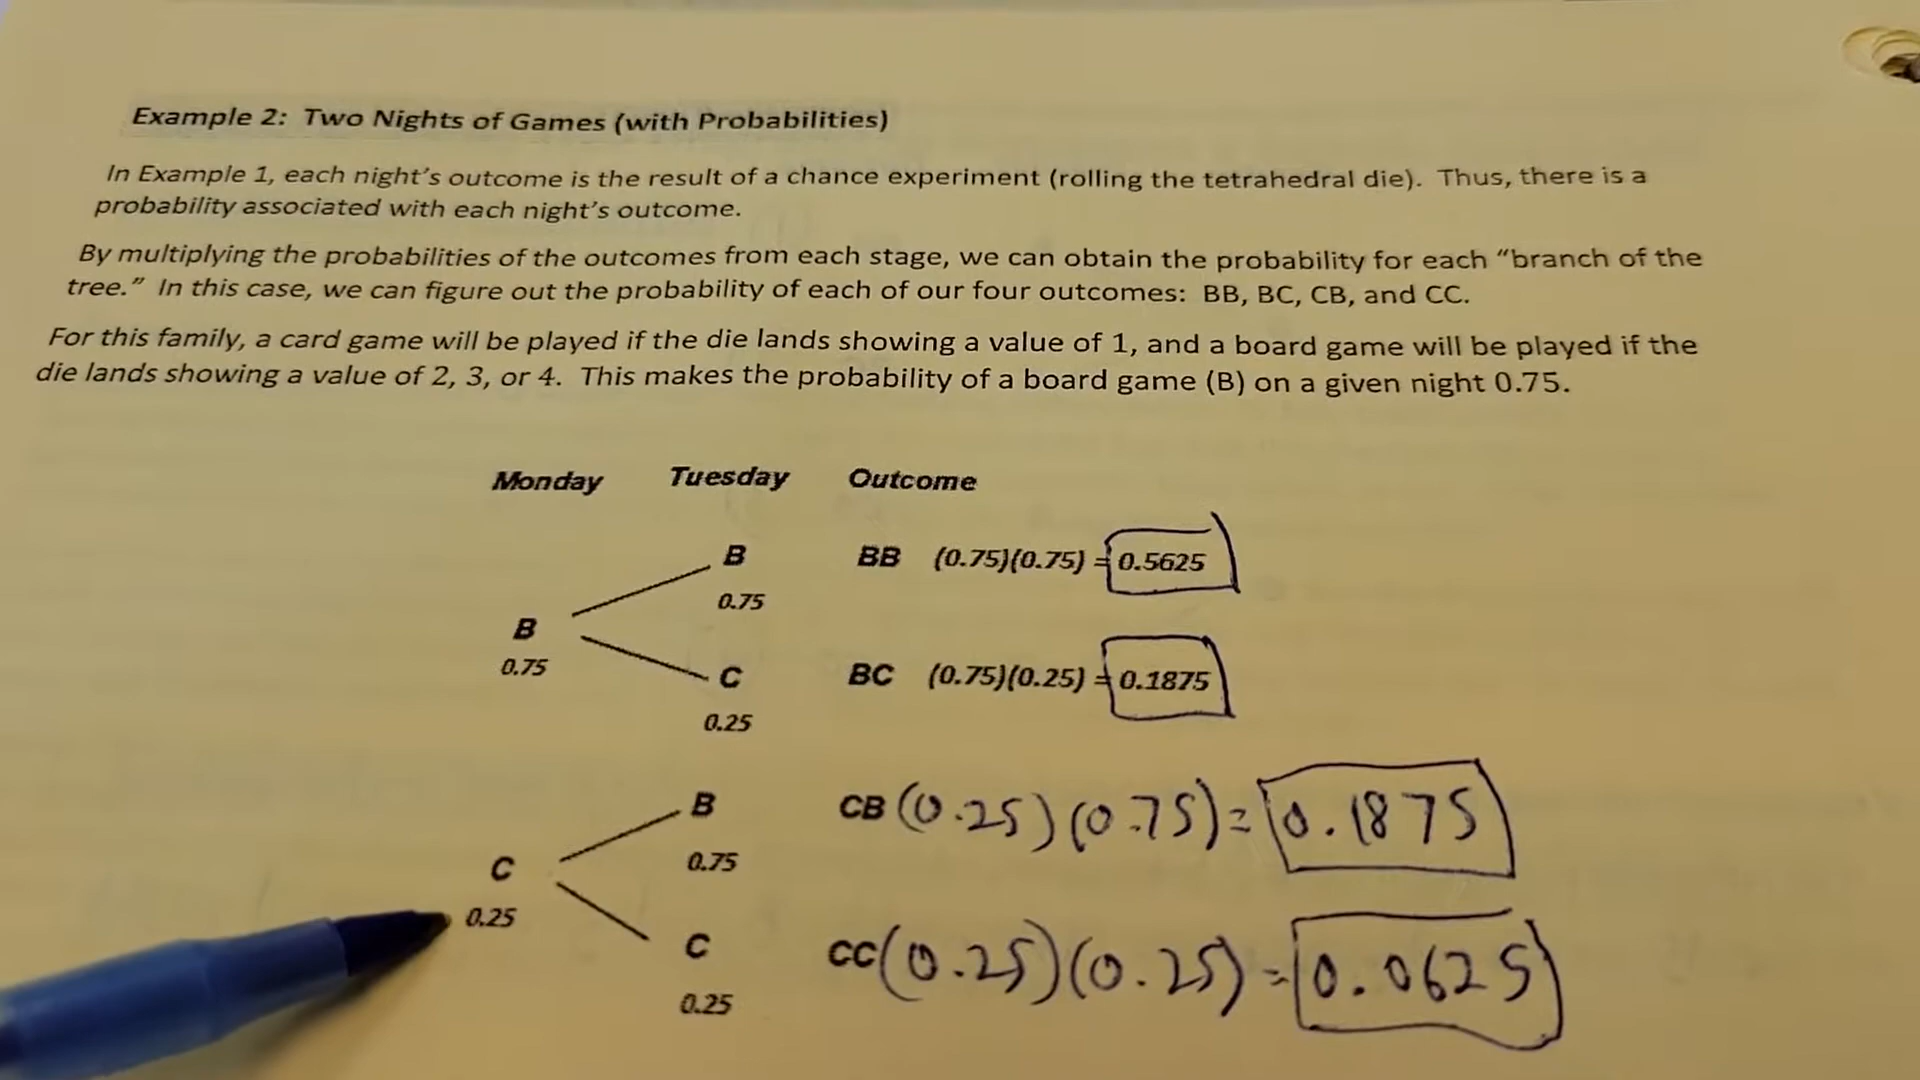 Example 2: Two Nights of Games (with Probabilities)
In Example 1, each night's outcome is the result of a chance experiment (rolling the tetrahedral die). Thus, there is a
probability associated with each night's outcome.
By multiplying the probabilities of the outcomes from each stage, we can obtain the probability for each “branch of the
tree.” In this case, we can figure out the probability of each of our four outcomes: BB, BC, CB, and CC.
For this family, a card game will be played if the die lands showing a value of 1, and a board game will be played if the
die lands showing a value of 2, 3, or 4. This makes the probability of a board game (B) on a given night 0.75.
Monday Tuesday Outcome
B BB (0.75)(0.75) = 0.5625
0.75
B
0.75
C BC (0.75)(0.25) = 0.1875
0.25
B CB (0.25)(0.75) = 0.1875
0.75
C
0.25
C CC (0.25)(0.25) = 0.0625
0.25